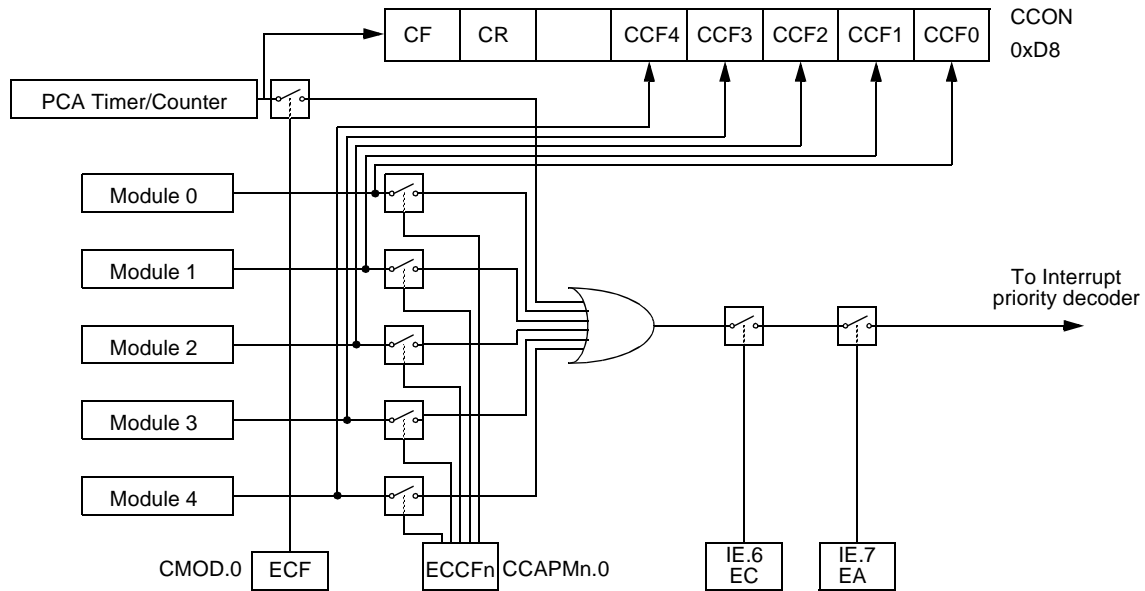 CF CR CCF4 CCF3 CCF2 CCF1 CCF0
CCON
0xD8
PCA Timer/Counter
Module 0
Module 1
Module 2
Module 3
Module 4
To Interrupt
priority decoder
CMOD.0 ECF
ECCFn CCAPMn.0
IE.6
EC
IE.7
EA